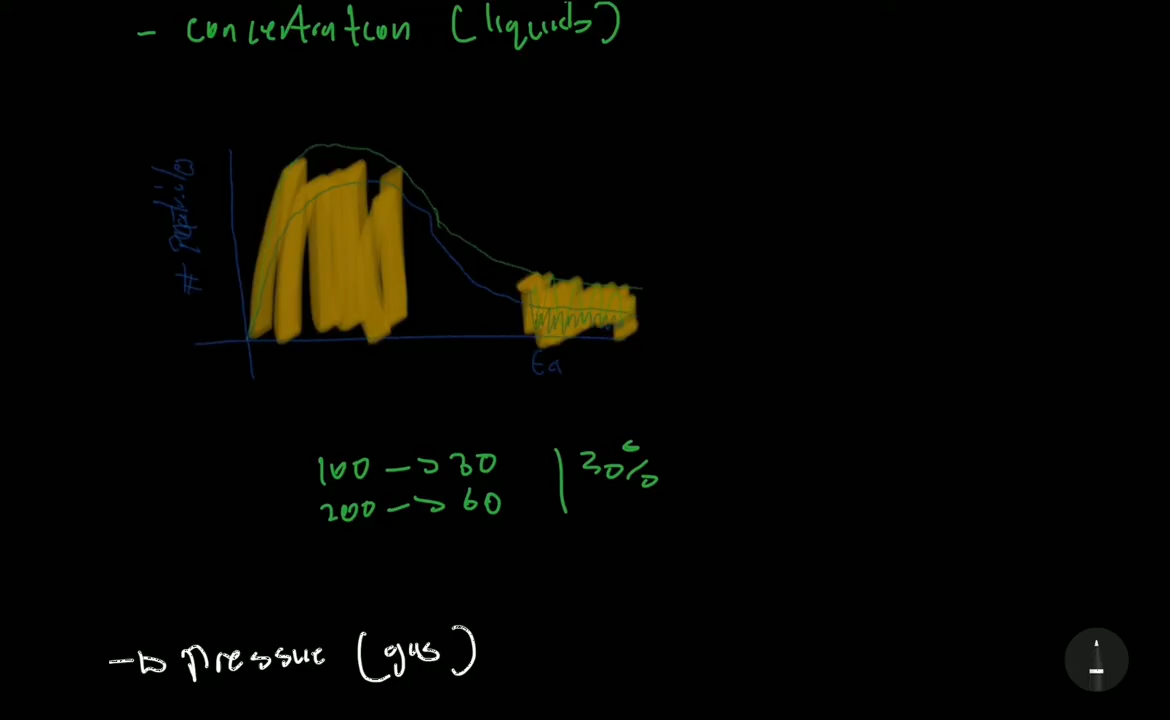 - concentration (liquids)
# particles
Ea
100 -> 30 | 30%
200 -> 60
-> pressure (gas)